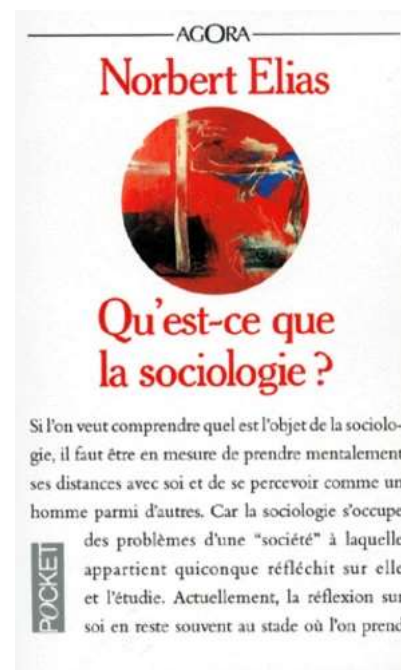 AGORA
Norbert Elias
Qu'est-ce que
la sociologie ?
Si l'on veut comprendre quel est l'objet de la sociolo-
gie, il faut être en mesure de prendre mentalement
ses distances avec soi et de se percevoir comme un
homme parmi d'autres. Car la sociologie s'occupe
des problèmes d'une "société" à laquelle
appartient quiconque réfléchit sur elle
et l'étudie. Actuellement, la réflexion sur
soi en reste souvent au stade où l'on prend
POCKET